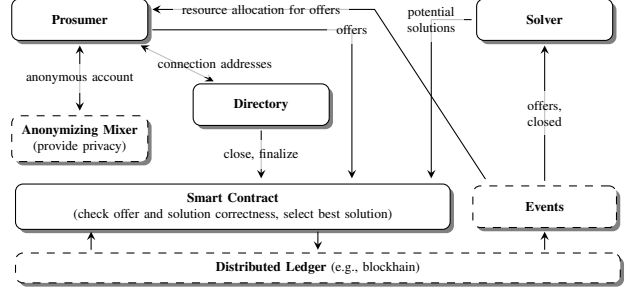 Prosumer
resource allocation for offers
potential
solutions
Solver
offers
anonymous account
connection addresses
Directory
offers,
closed
Anonymizing Mixer
(provide privacy)
close, finalize
Smart Contract
(check offer and solution correctness, select best solution)
Events
Distributed Ledger (e.g., blockhain)